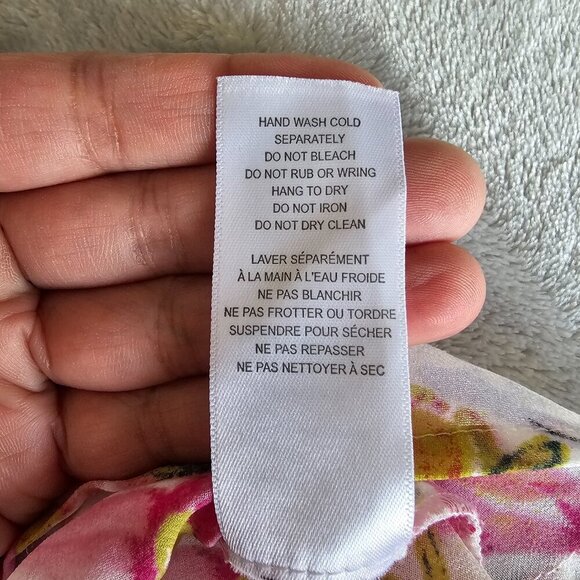 HAND WASH COLD
SEPARATELY
DO NOT BLEACH
DO NOT RUB OR WRING
HANG TO DRY
DO NOT IRON
DO NOT DRY CLEAN
LAVER SÉPARÉMENT
À LA MAIN À L'EAU FROIDE
NE PAS BLANCHIR
NE PAS FROTTER OU TORDRE
SUSPENDRE POUR SÉCHER
NE PAS REPASSER
NE PAS NETTOYER À SEC